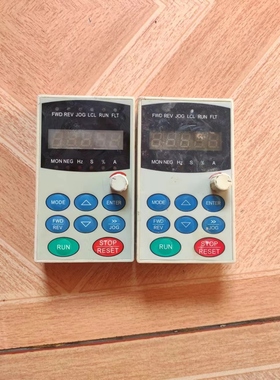 FWD REV JOG LCL RUN FLT
MON NEG Hz S % A
MODE
ENTER
FWD
REV
>>
JOG
RUN
STOP
RESET
FWD REV JOG LCL RUN FLT
MON NEG Hz S % A
MODE
ENTER
FWD
REV
>>
JOG
RUN
STOP
RESET